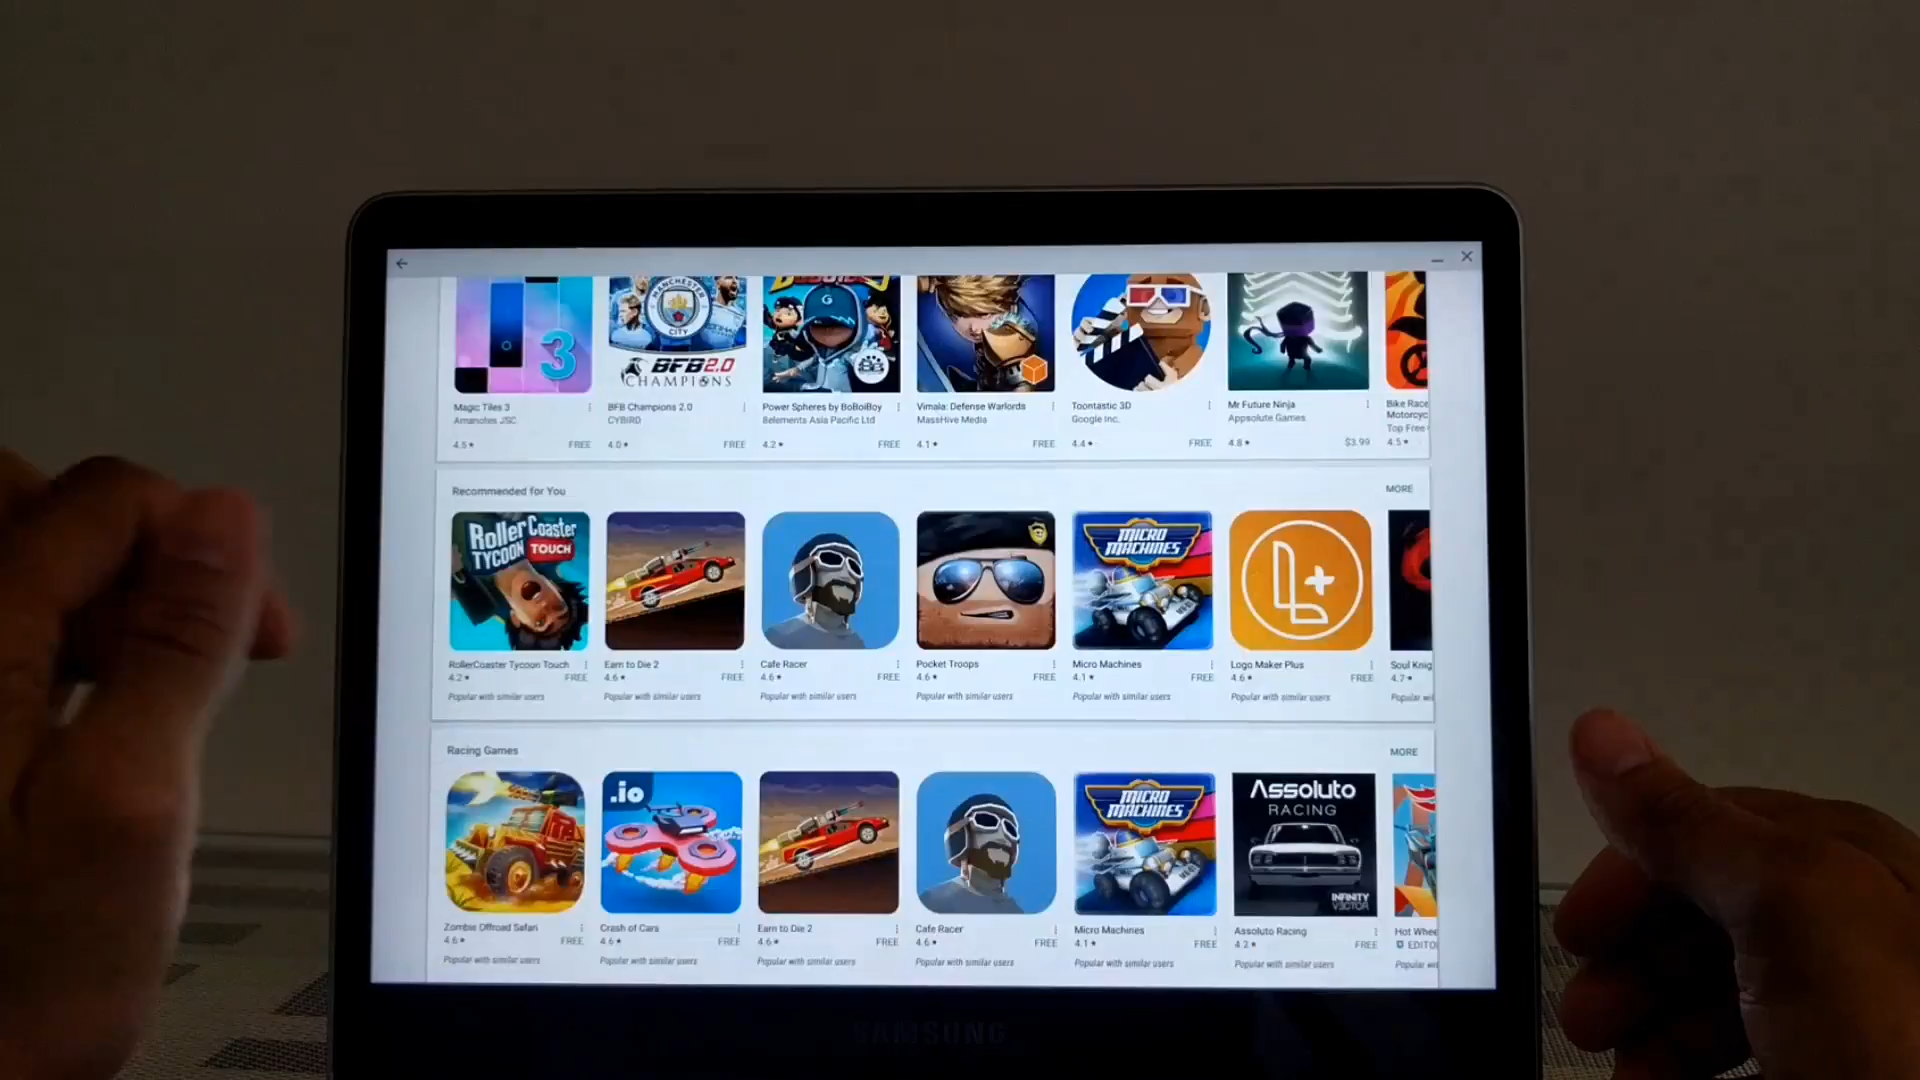 3
MANCHESTER
CITY
BFB2.0
CHAMPIONS
G
Magic Tiles 3
Amanotes JSC
4.5★ FREE
BFB Champions 2.0
CYBIRD
4.0★ FREE
Power Spheres by BoBoiBoy
8elements Asia Pacific Ltd
4.2★ FREE
Vimala: Defense Warlords
MassHive Media
4.1★ FREE
Toontastic 3D
Google Inc.
4.4★ FREE
Mr Future Ninja
Appsolute Games
4.8★ $3.99
Bike Race
Motorcyc
Top Free
4.5★
Recommended for You MORE
RollerCoaster
TYCOON TOUCH
MICRO
MACHINES
L+
RollerCoaster Tycoon Touch
4.2★ FREE
Popular with similar users
Earn to Die 2
4.6★ FREE
Popular with similar users
Cafe Racer
4.6★ FREE
Popular with similar users
Pocket Troops
4.6★ FREE
Popular with similar users
Micro Machines
4.1★ FREE
Popular with similar users
Logo Maker Plus
4.6★ FREE
Popular with similar users
Soul Knig
4.7★
Popular wit
Racing Games MORE
.io
MICRO
MACHINES
Assoluto
RACING
INFINITY
VECTOR
Zombie Offroad Safari
4.6★ FREE
Popular with similar users
Crash of Cars
4.6★ FREE
Popular with similar users
Earn to Die 2
4.6★ FREE
Popular with similar users
Cafe Racer
4.6★ FREE
Popular with similar users
Micro Machines
4.1★ FREE
Popular with similar users
Assoluto Racing
4.2★ FREE
Popular with similar users
Hot Whee
EDITO
Popular wit
SAMSUNG